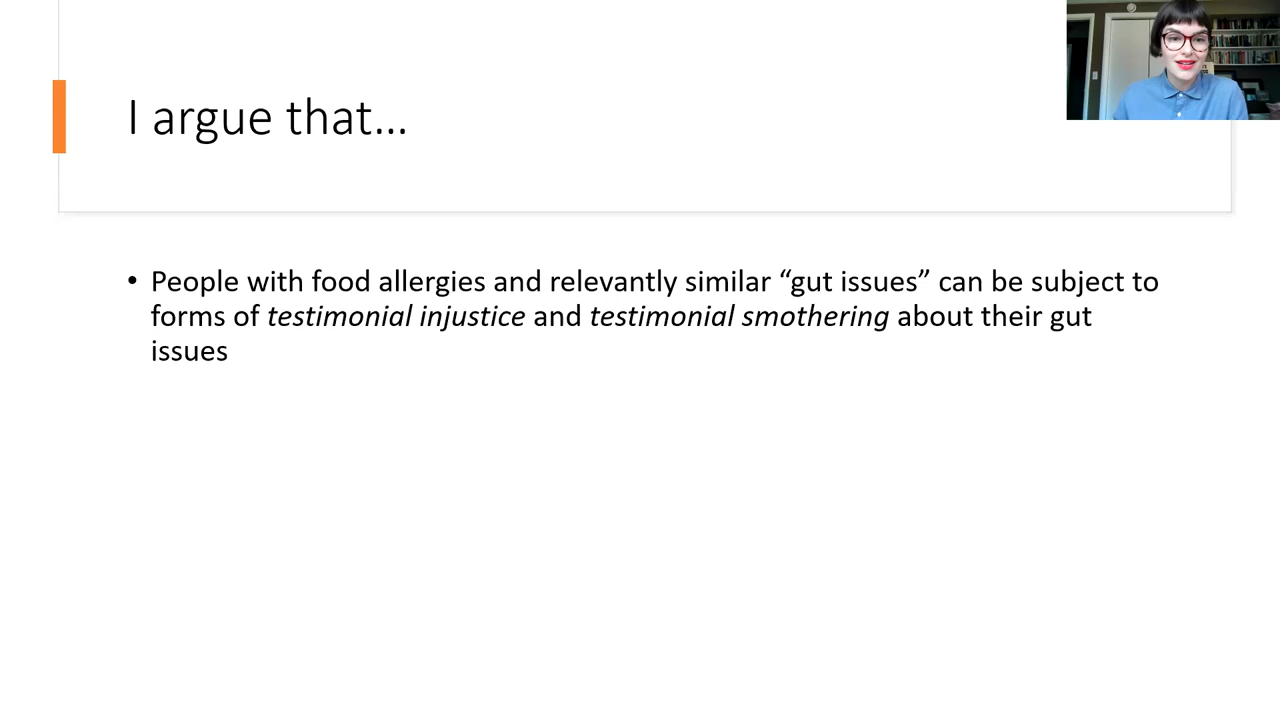 I argue that...
• People with food allergies and relevantly similar “gut issues” can be subject to
forms of testimonial injustice and testimonial smothering about their gut
issues